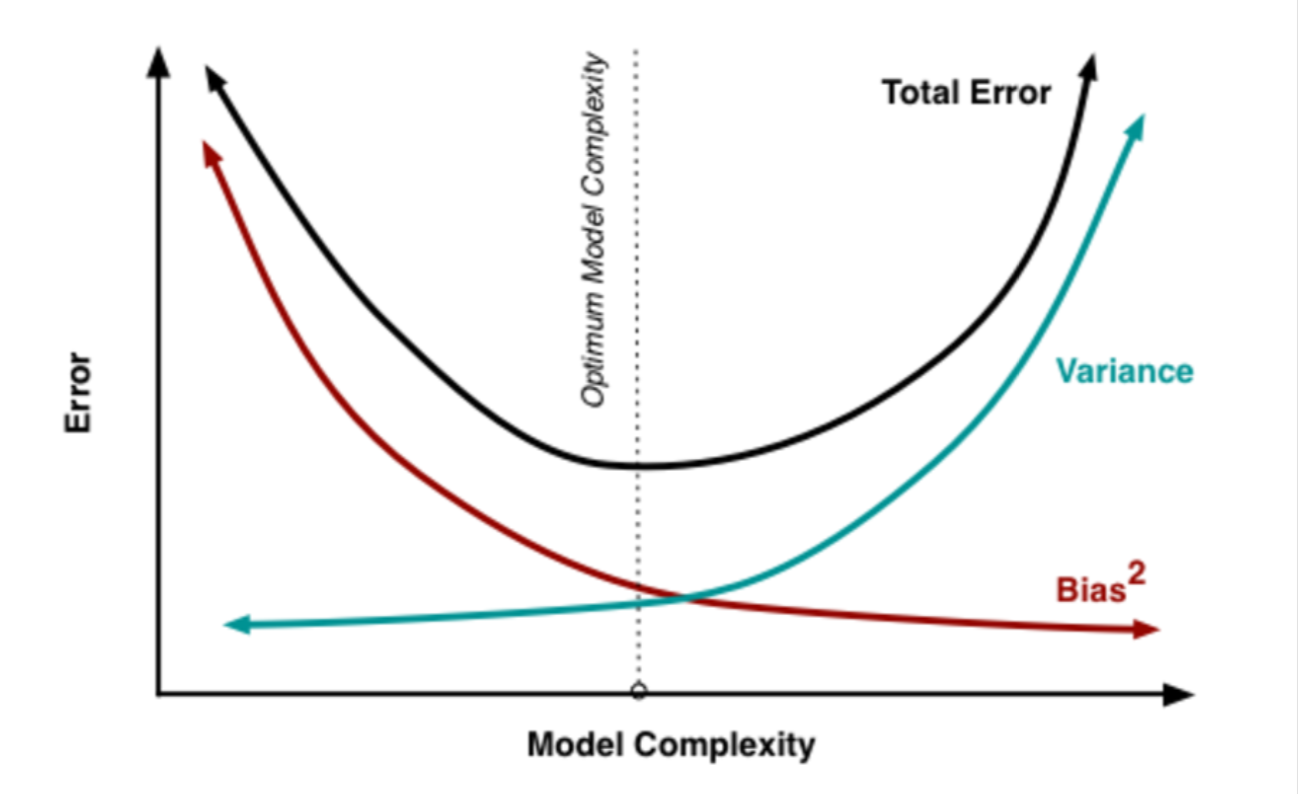 Optimum Model Complexity
Total Error
Variance
Error
Bias²
Model Complexity